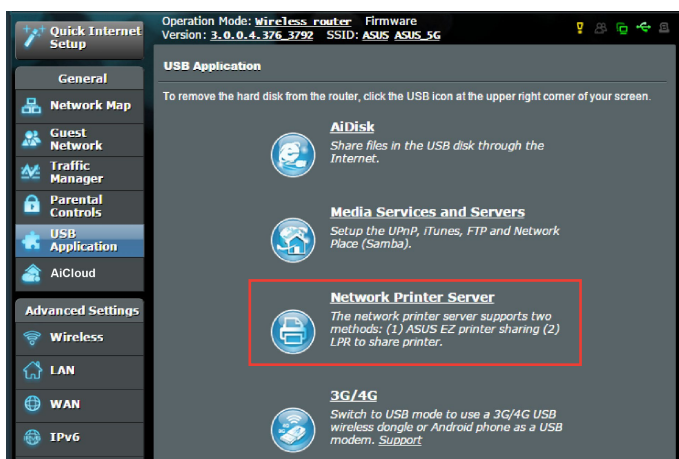 Quick Internet
Setup
Operation Mode: Wireless router Firmware
Version: 3.0.0.4.376_3792 SSID: ASUS ASUS_5G
General
Network Map
Guest
Network
Traffic
Manager
Parental
Controls
USB
Application
AiCloud
Advanced Settings
Wireless
LAN
WAN
IPv6
USB Application
To remove the hard disk from the router, click the USB icon at the upper right corner of your screen.
AiDisk
Share files in the USB disk through the
Internet.
Media Services and Servers
Setup the UPnP, iTunes, FTP and Network
Place (Samba).
Network Printer Server
The network printer server supports two
methods: (1) ASUS EZ printer sharing (2)
LPR to share printer.
3G/4G
Switch to USB mode to use a 3G/4G USB
wireless dongle or Android phone as a USB
modem. Support